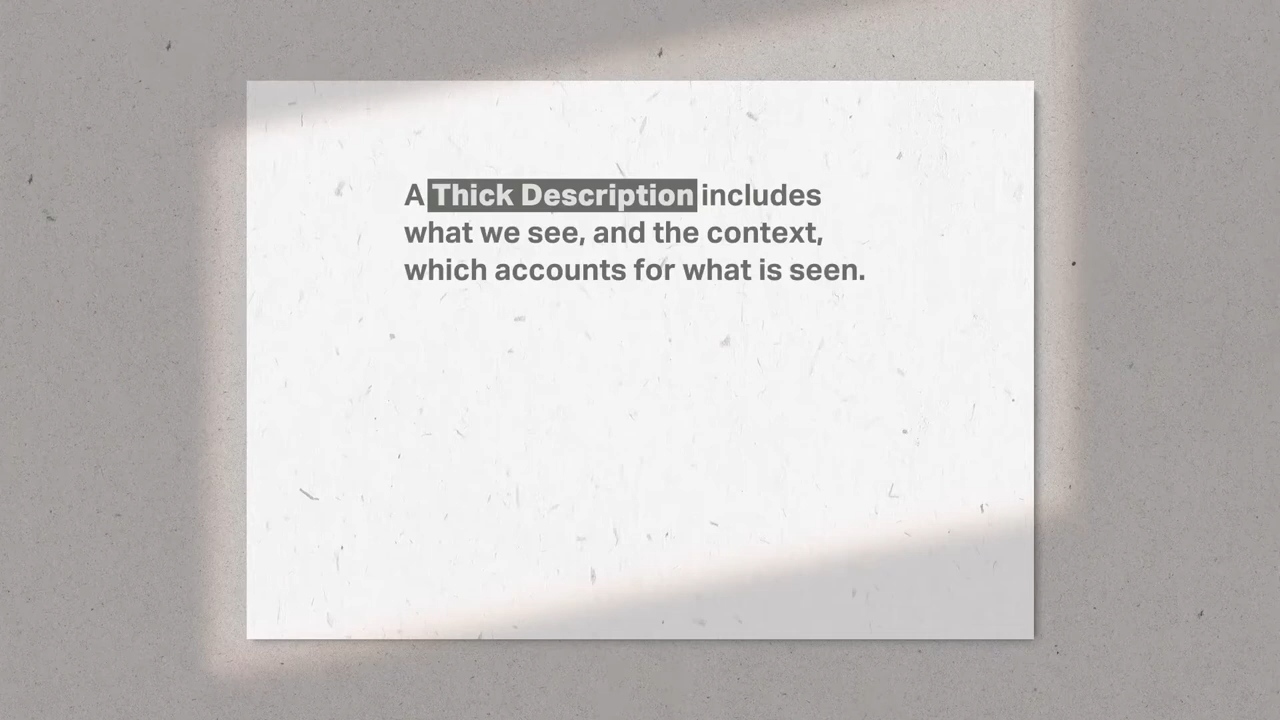 A Thick Description includes
what we see, and the context,
which accounts for what is seen.